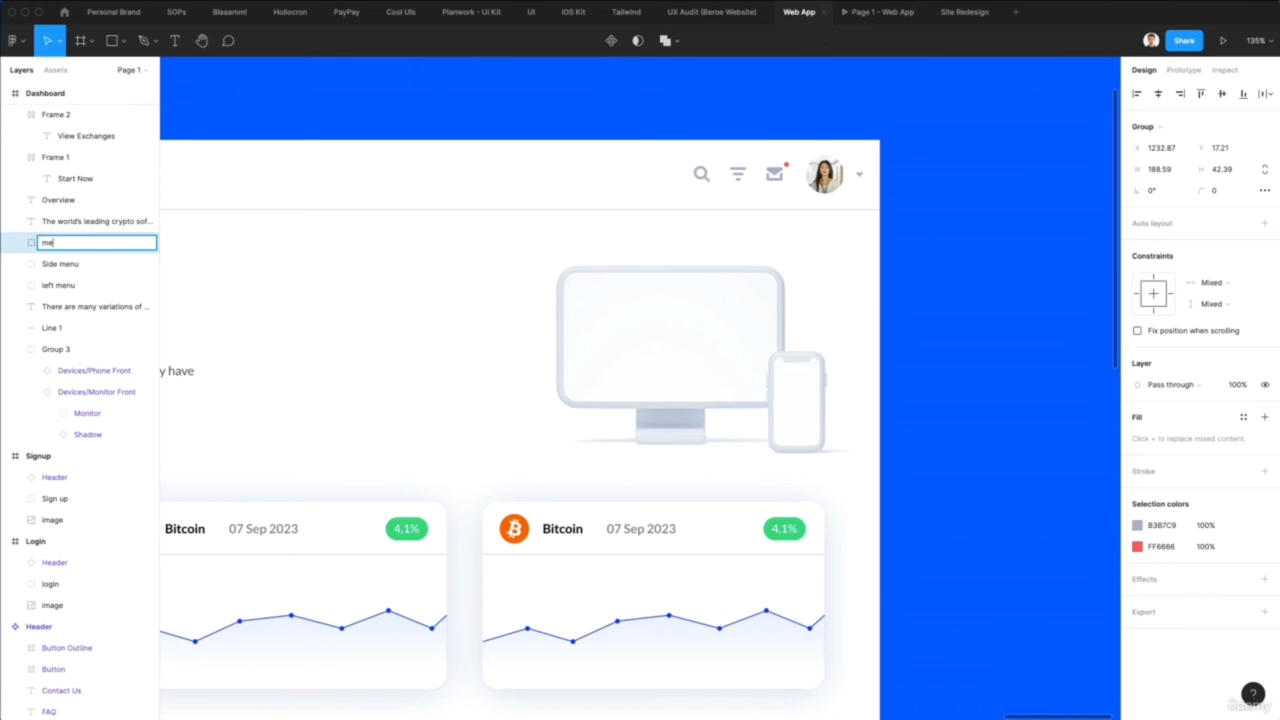 Personal Brand SOPs Blaaamm! Hollocron PayPay Cool UIs Planwork - UI Kit UI iOS Kit Tailwind UX Audit (Beroe Website) Web App Page 1 - Web App Site Redesign
Share 135%
Layers Assets Page 1
Design Prototype Inspect
Dashboard
Frame 2
View Exchanges
Frame 1
Start Now
Overview
The world's leading crypto sof...
me
Side menu
left menu
There are many variations of ...
Line 1
Group 3
Devices/Phone Front
Devices/Monitor Front
Monitor
Shadow
Signup
Header
Sign up
image
Login
Header
login
image
Header
Button Outline
Button
Contact Us
FAQ
y have
Bitcoin 07 Sep 2023 4,1%
Bitcoin 07 Sep 2023 4,1%
Group
X 1232.87 Y 17.21
W 188.59 H 42.39
0° 0
Auto layout
Constraints
Mixed
Mixed
Fix position when scrolling
Layer
Pass through 100%
Fill
Click + to replace mixed content.
Stroke
Selection colors
B3B7C9 100%
FF6666 100%
Effects
Export
?
ûdemy